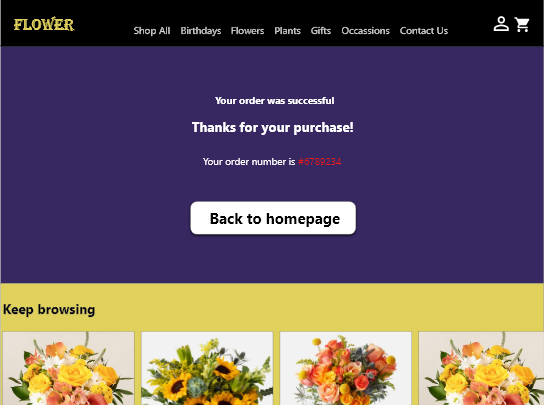 FLOWER
Shop All Birthdays Flowers Plants Gifts Occassions Contact Us
Your order was successful
Thanks for your purchase!
Your order number is #6789234
Back to homepage
Keep browsing